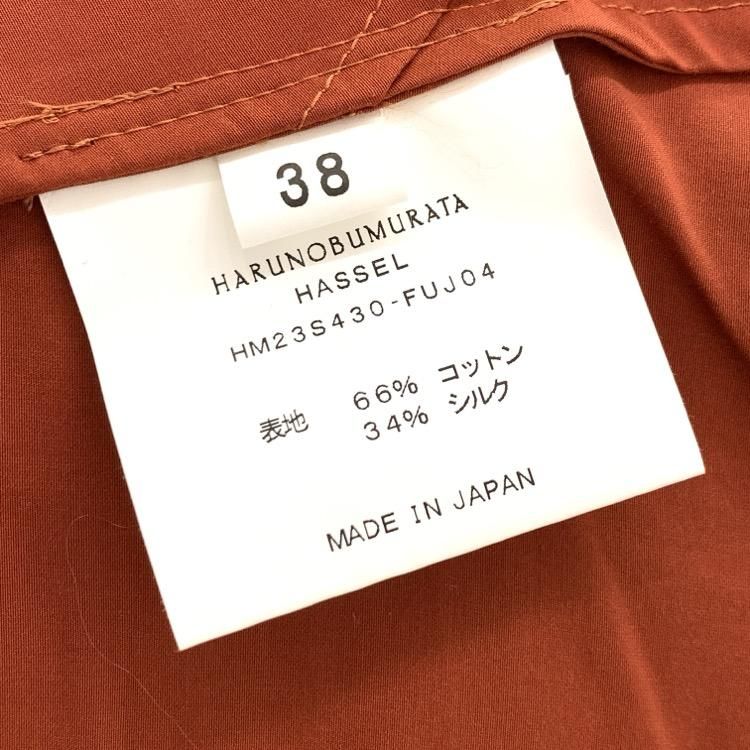 38
HARUNOBUMURATA
HASSEL
HM23S430-FUJ04
表地 66% コットン
34% シルク
MADE IN JAPAN